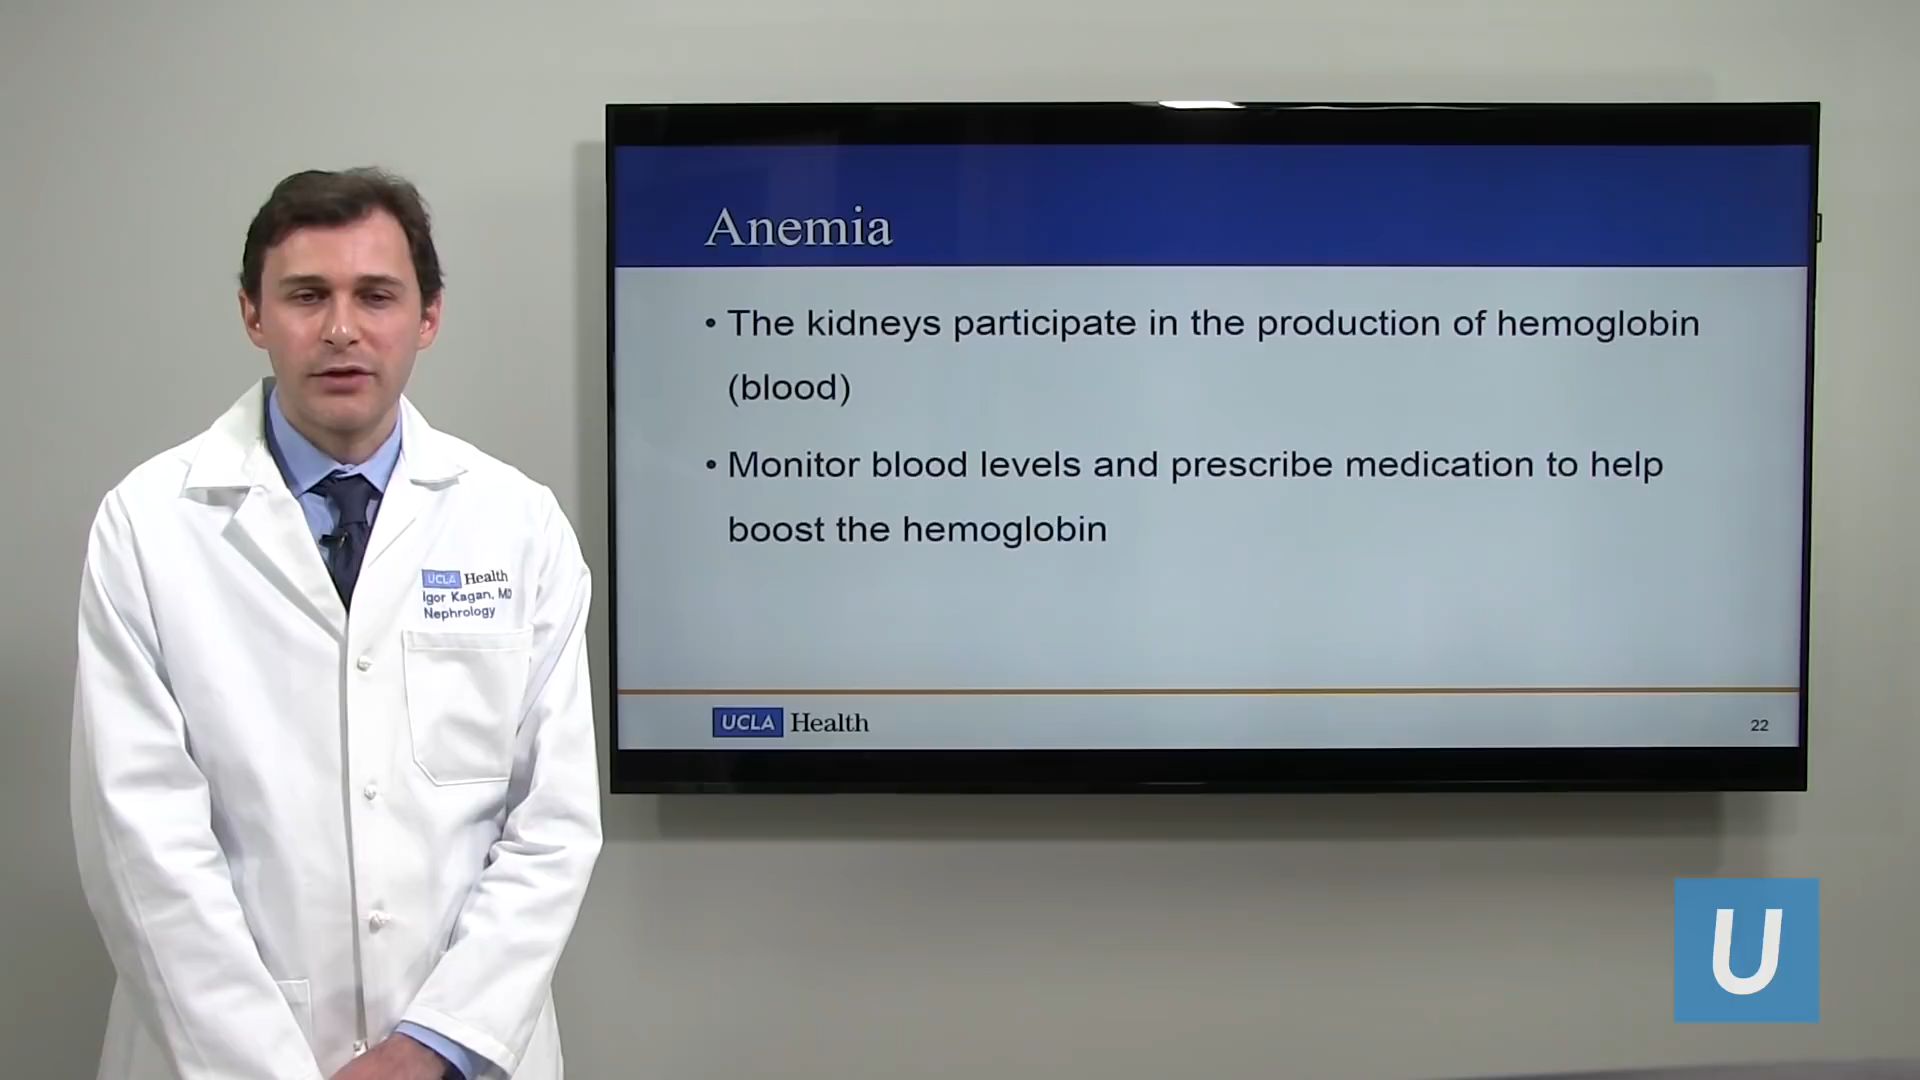 Anemia
• The kidneys participate in the production of hemoglobin
(blood)
• Monitor blood levels and prescribe medication to help
boost the hemoglobin
UCLA Health
22
UCLA Health
Igor Kagan, MD
Nephrology
U